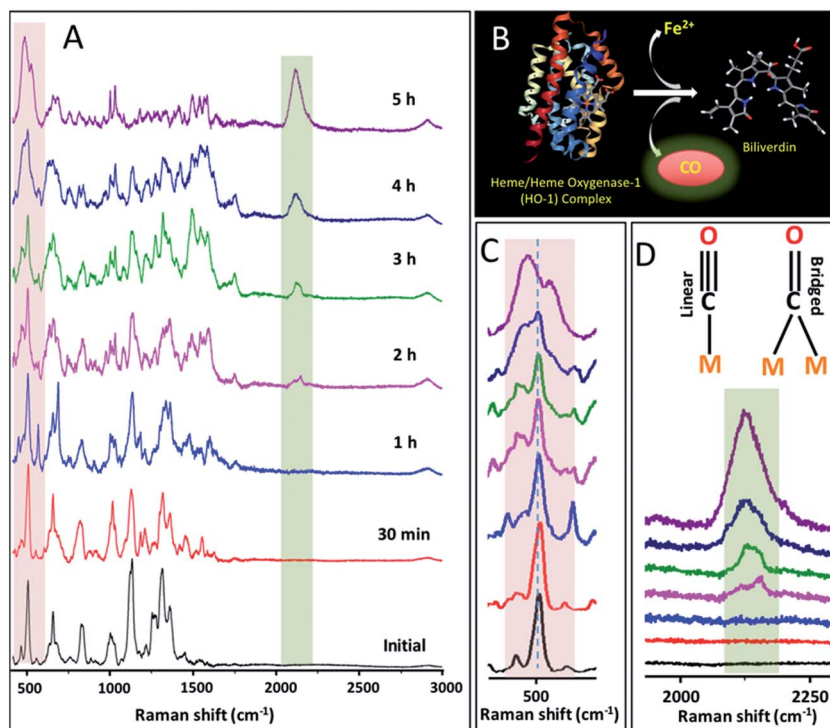 A
5 h
4 h
3 h
2 h
1 h
30 min
Initial
500 1000 1500 2000 2500 3000
Raman shift (cm⁻¹)
B
Fe²⁺
Heme/Heme Oxygenase-1
(HO-1) Complex
CO
Biliverdin
C
500
Raman shift (cm⁻¹)
D
O O
Linear C C Bridged
M M M
2000 2250
Raman shift (cm⁻¹)